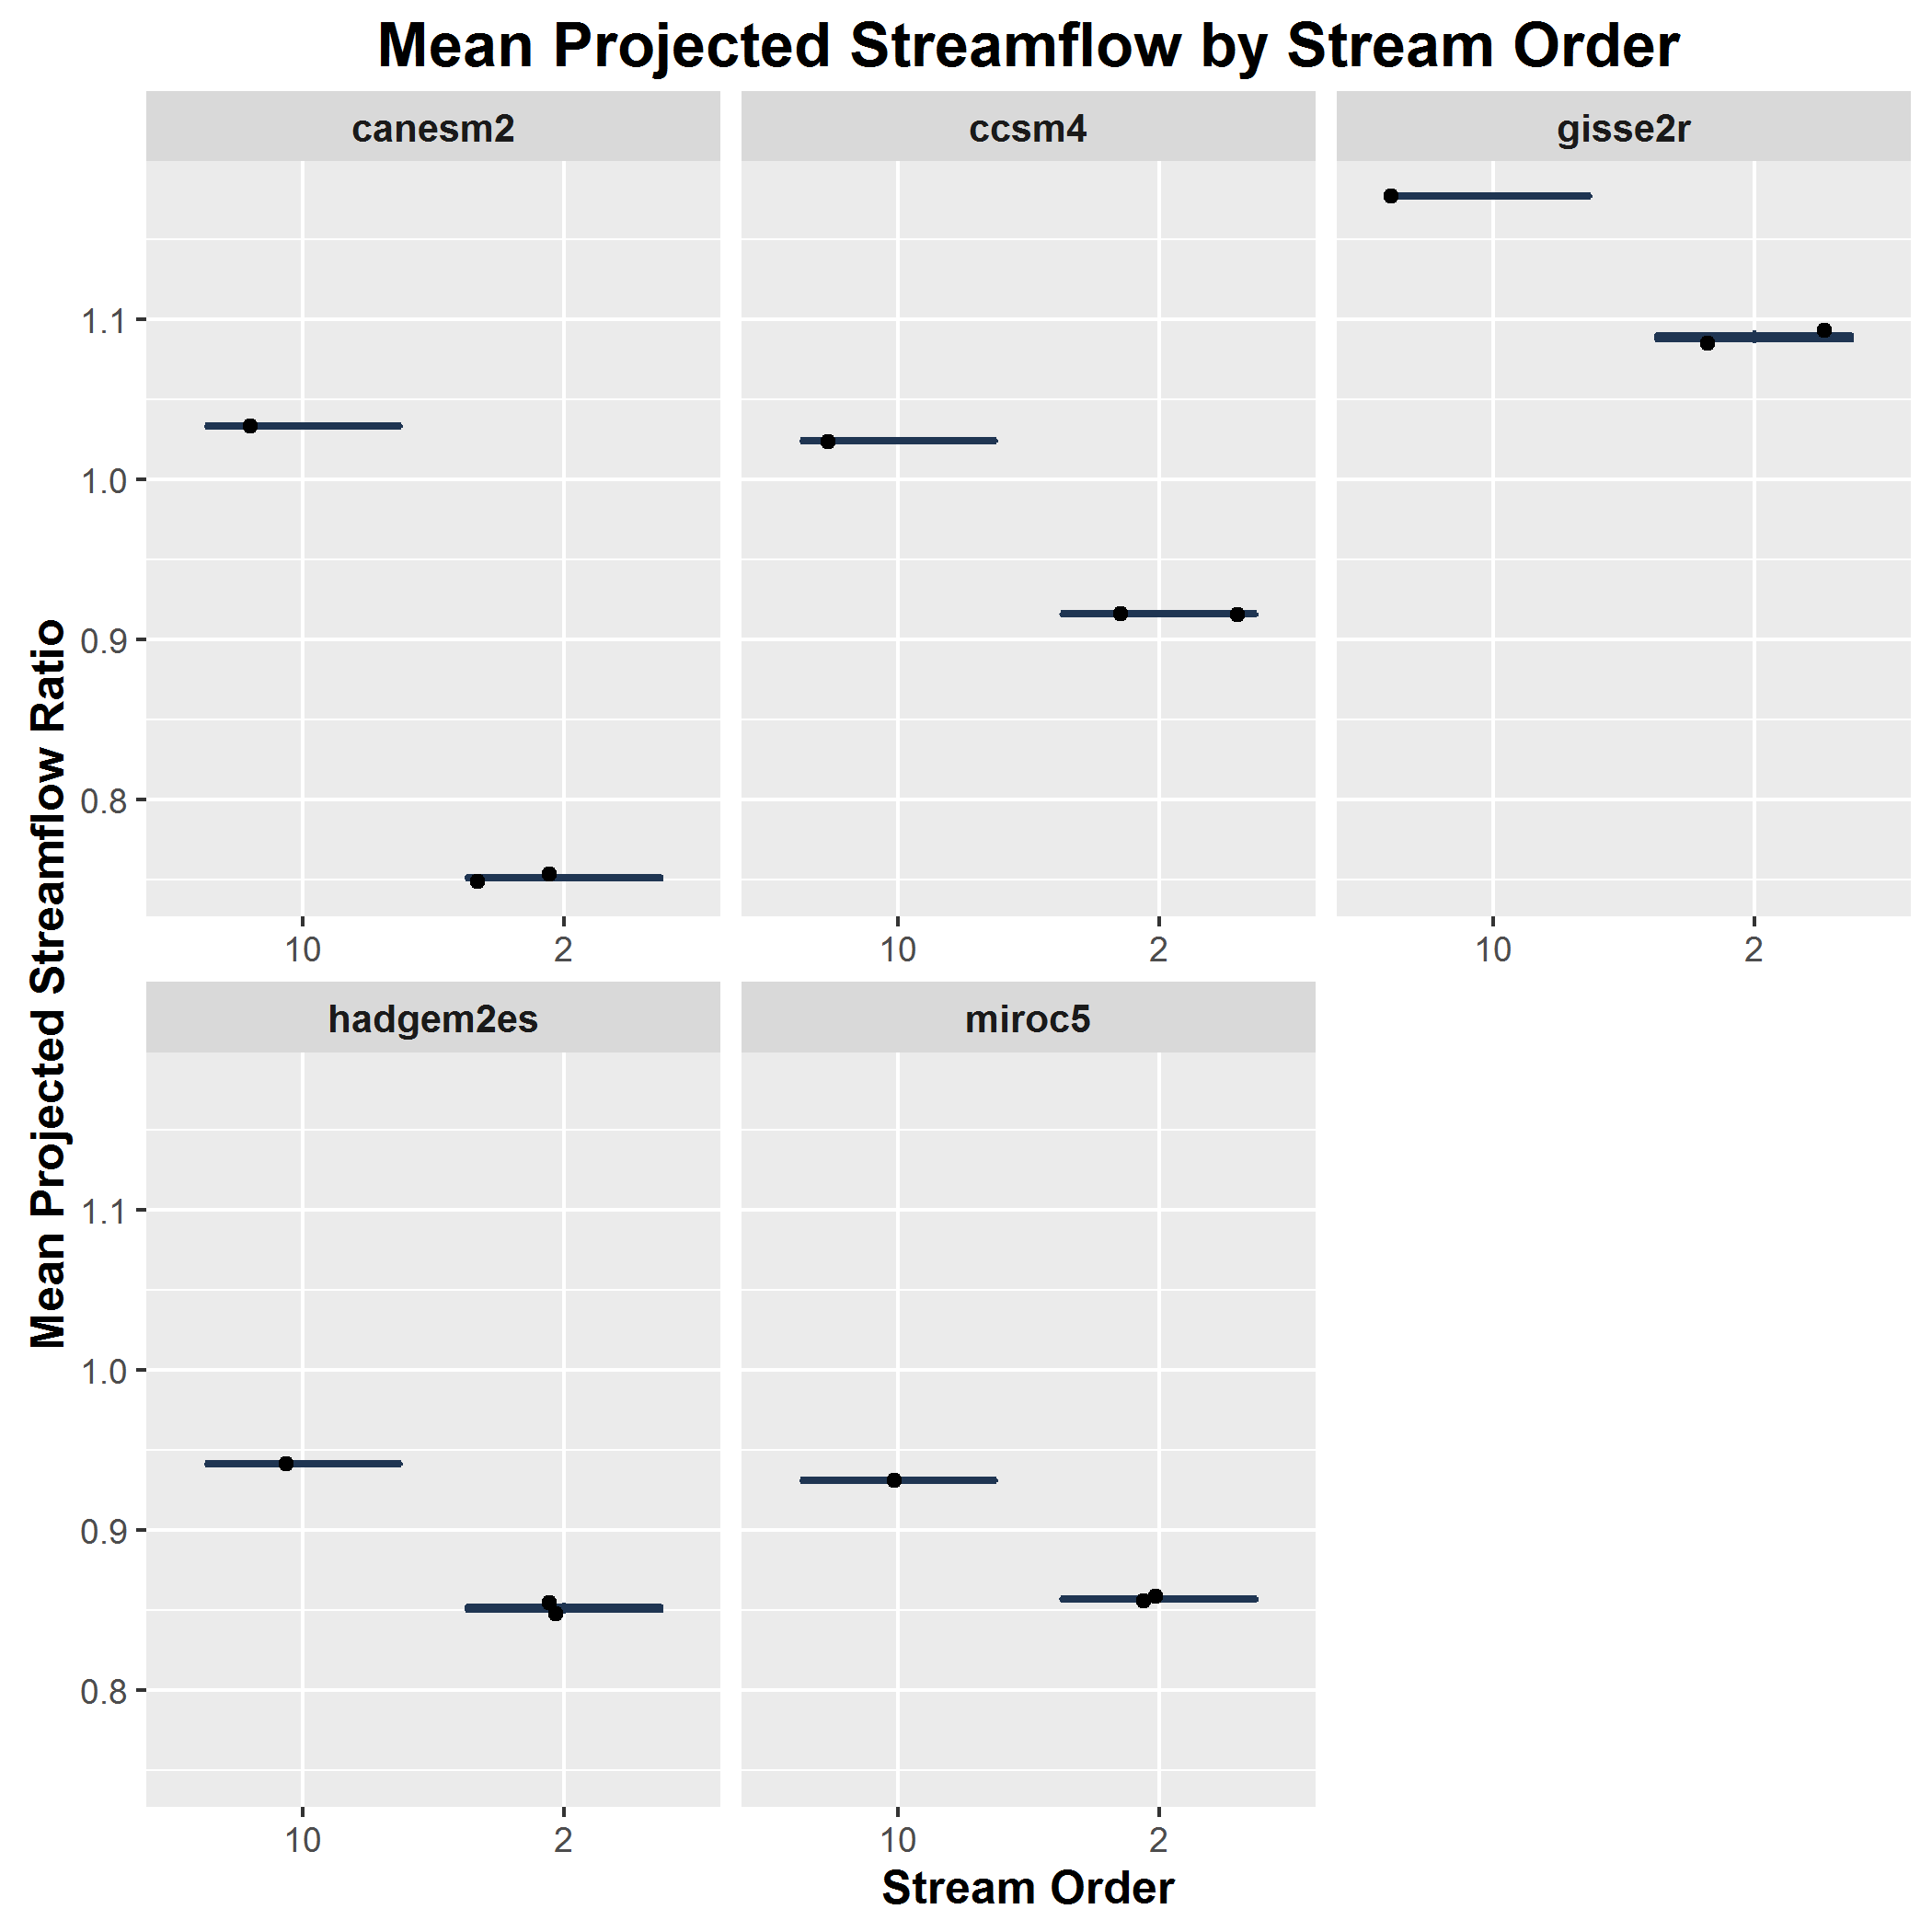 Mean Projected Streamflow by Stream Order
canesm2
ccsm4
gisse2r
1.1
1.0
0.9
0.8
10
2
10
2
10
2
Mean Projected Streamflow Ratio
hadgem2es
miroc5
1.1
1.0
0.9
0.8
10
2
10
2
Stream Order